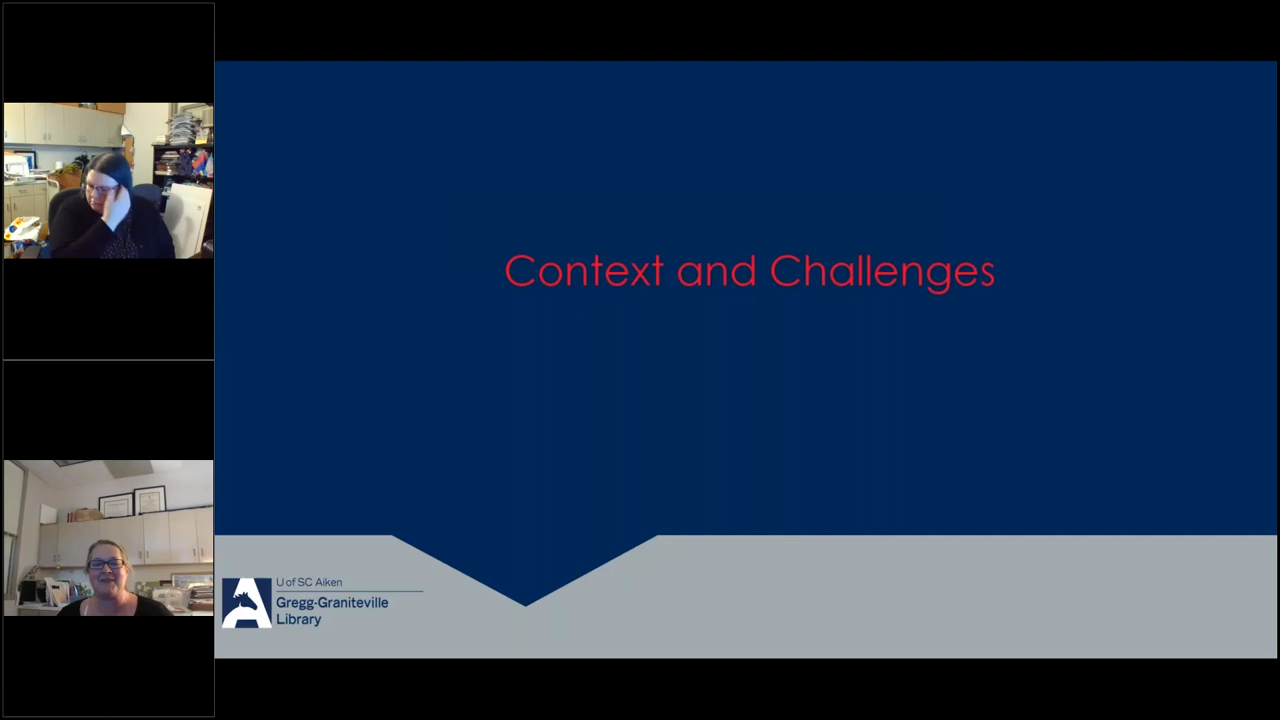 Context and Challenges
U of SC Aiken
Gregg-Graniteville
Library